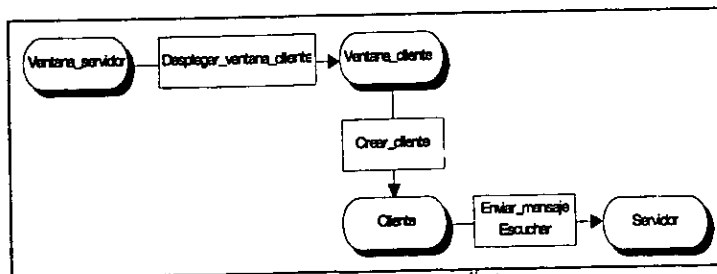 Ventana_servidor
Desplegar_ventana_cliente
Ventana_cliente
Crear_cliente
Cliente
Enviar_mensaje
Escuchar
Servidor